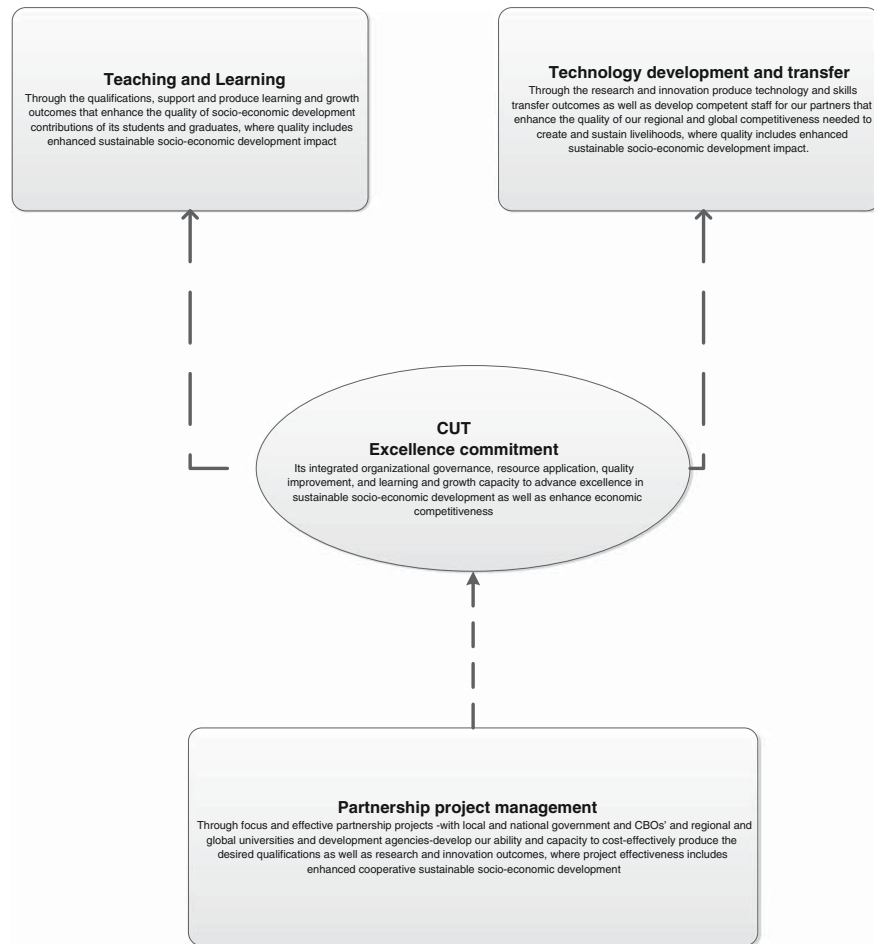 Teaching and Learning
Through the qualifications, support and produce learning and growth
outcomes that enhance the quality of socio-economic development
contributions of its students and graduates, where quality includes
enhanced sustainable socio-economic development impact
Technology development and transfer
Through the research and innovation produce technology and skills
transfer outcomes as well as develop competent staff for our partners that
enhance the quality of our regional and global competitiveness needed to
create and sustain livelihoods, where quality includes enhanced
sustainable socio-economic development impact.
CUT
Excellence commitment
Its integrated organizational governance, resource application, quality
improvement, and learning and growth capacity to advance excellence in
sustainable socio-economic development as well as enhance economic
competitiveness
Partnership project management
Through focus and effective partnership projects -with local and national government and CBOs' and regional and
global universities and development agencies-develop our ability and capacity to cost-effectively produce the
desired qualifications as well as research and innovation outcomes, where project effectiveness includes
enhanced cooperative sustainable socio-economic development